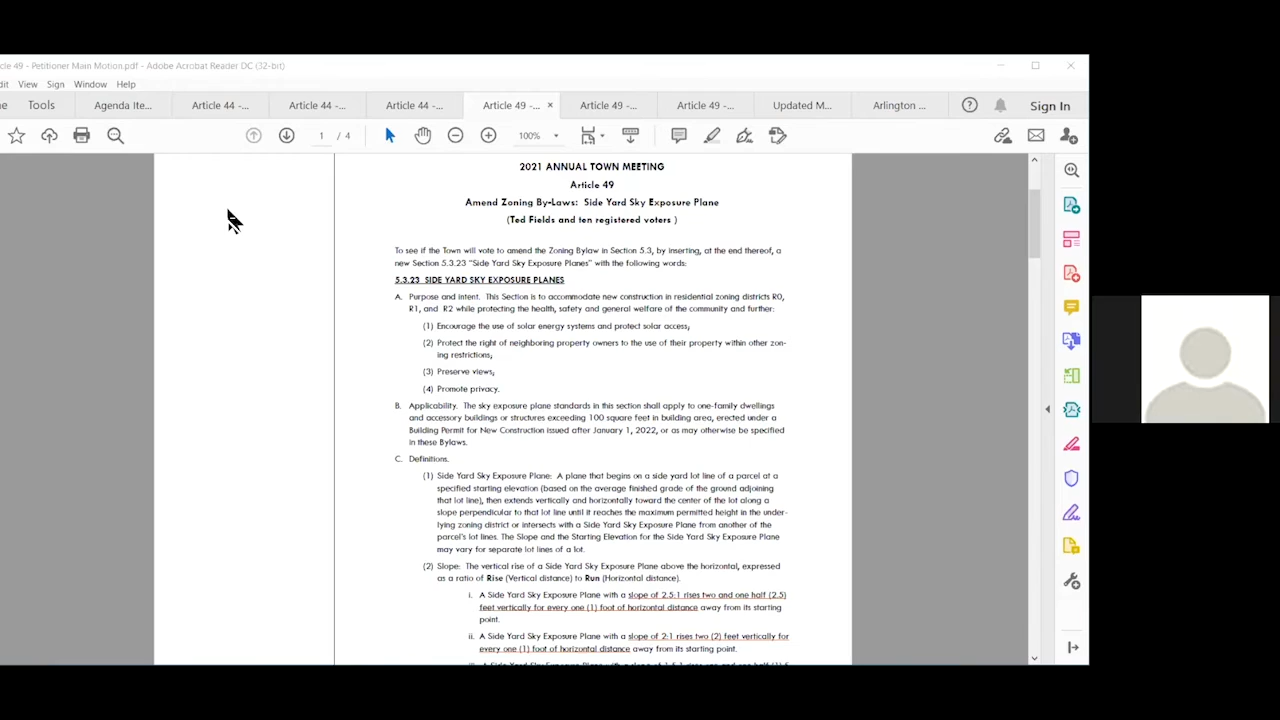 cle 49 - Petitioner Main Motion.pdf - Adobe Acrobat Reader DC (32-bit)
dit View Sign Window Help
ne Tools Agenda Ite... Article 44 -... Article 44 -... Article 44 -... Article 49 -... × Article 49 -... Article 49 -... Updated M... Arlington ... Sign In
1 / 4 100%
2021 ANNUAL TOWN MEETING
Article 49
Amend Zoning By-Laws: Side Yard Sky Exposure Plane
(Ted Fields and ten registered voters )
To see if the Town will vote to amend the Zoning Bylaw in Section 5.3, by inserting, at the end thereof, a
new Section 5.3.23 "Side Yard Sky Exposure Planes" with the following words:
5.3.23 SIDE YARD SKY EXPOSURE PLANES
A. Purpose and intent. This Section is to accommodate new construction in residential zoning districts R0,
R1, and R2 while protecting the health, safety and general welfare of the community and further:
(1) Encourage the use of solar energy systems and protect solar access;
(2) Protect the right of neighboring property owners to the use of their property within other zon-
ing restrictions;
(3) Preserve views;
(4) Promote privacy.
B. Applicability. The sky exposure plane standards in this section shall apply to one-family dwellings
and accessory buildings or structures exceeding 100 square feet in building area, erected under a
Building Permit for New Construction issued after January 1, 2022, or as may otherwise be specified
in these Bylaws.
C. Definitions.
(1) Side Yard Sky Exposure Plane: A plane that begins on a side yard lot line of a parcel at a
specified starting elevation (based on the average finished grade of the ground adjoining
that lot line), then extends vertically and horizontally toward the center of the lot along a
slope perpendicular to that lot line until it reaches the maximum permitted height in the under-
lying zoning district or intersects with a Side Yard Sky Exposure Plane from another of the
parcel's lot lines. The Slope and the Starting Elevation for the Side Yard Sky Exposure Plane
may vary for separate lot lines of a lot.
(2) Slope: The vertical rise of a Side Yard Sky Exposure Plane above the horizontal, expressed
as a ratio of Rise (Vertical distance) to Run (Horizontal distance).
i. A Side Yard Sky Exposure Plane with a slope of 2.5:1 rises two and one half (2.5)
feet vertically for every one (1) foot of horizontal distance away from its starting
point.
ii. A Side Yard Sky Exposure Plane with a slope of 2:1 rises two (2) feet vertically for
every one (1) foot of horizontal distance away from its starting point.